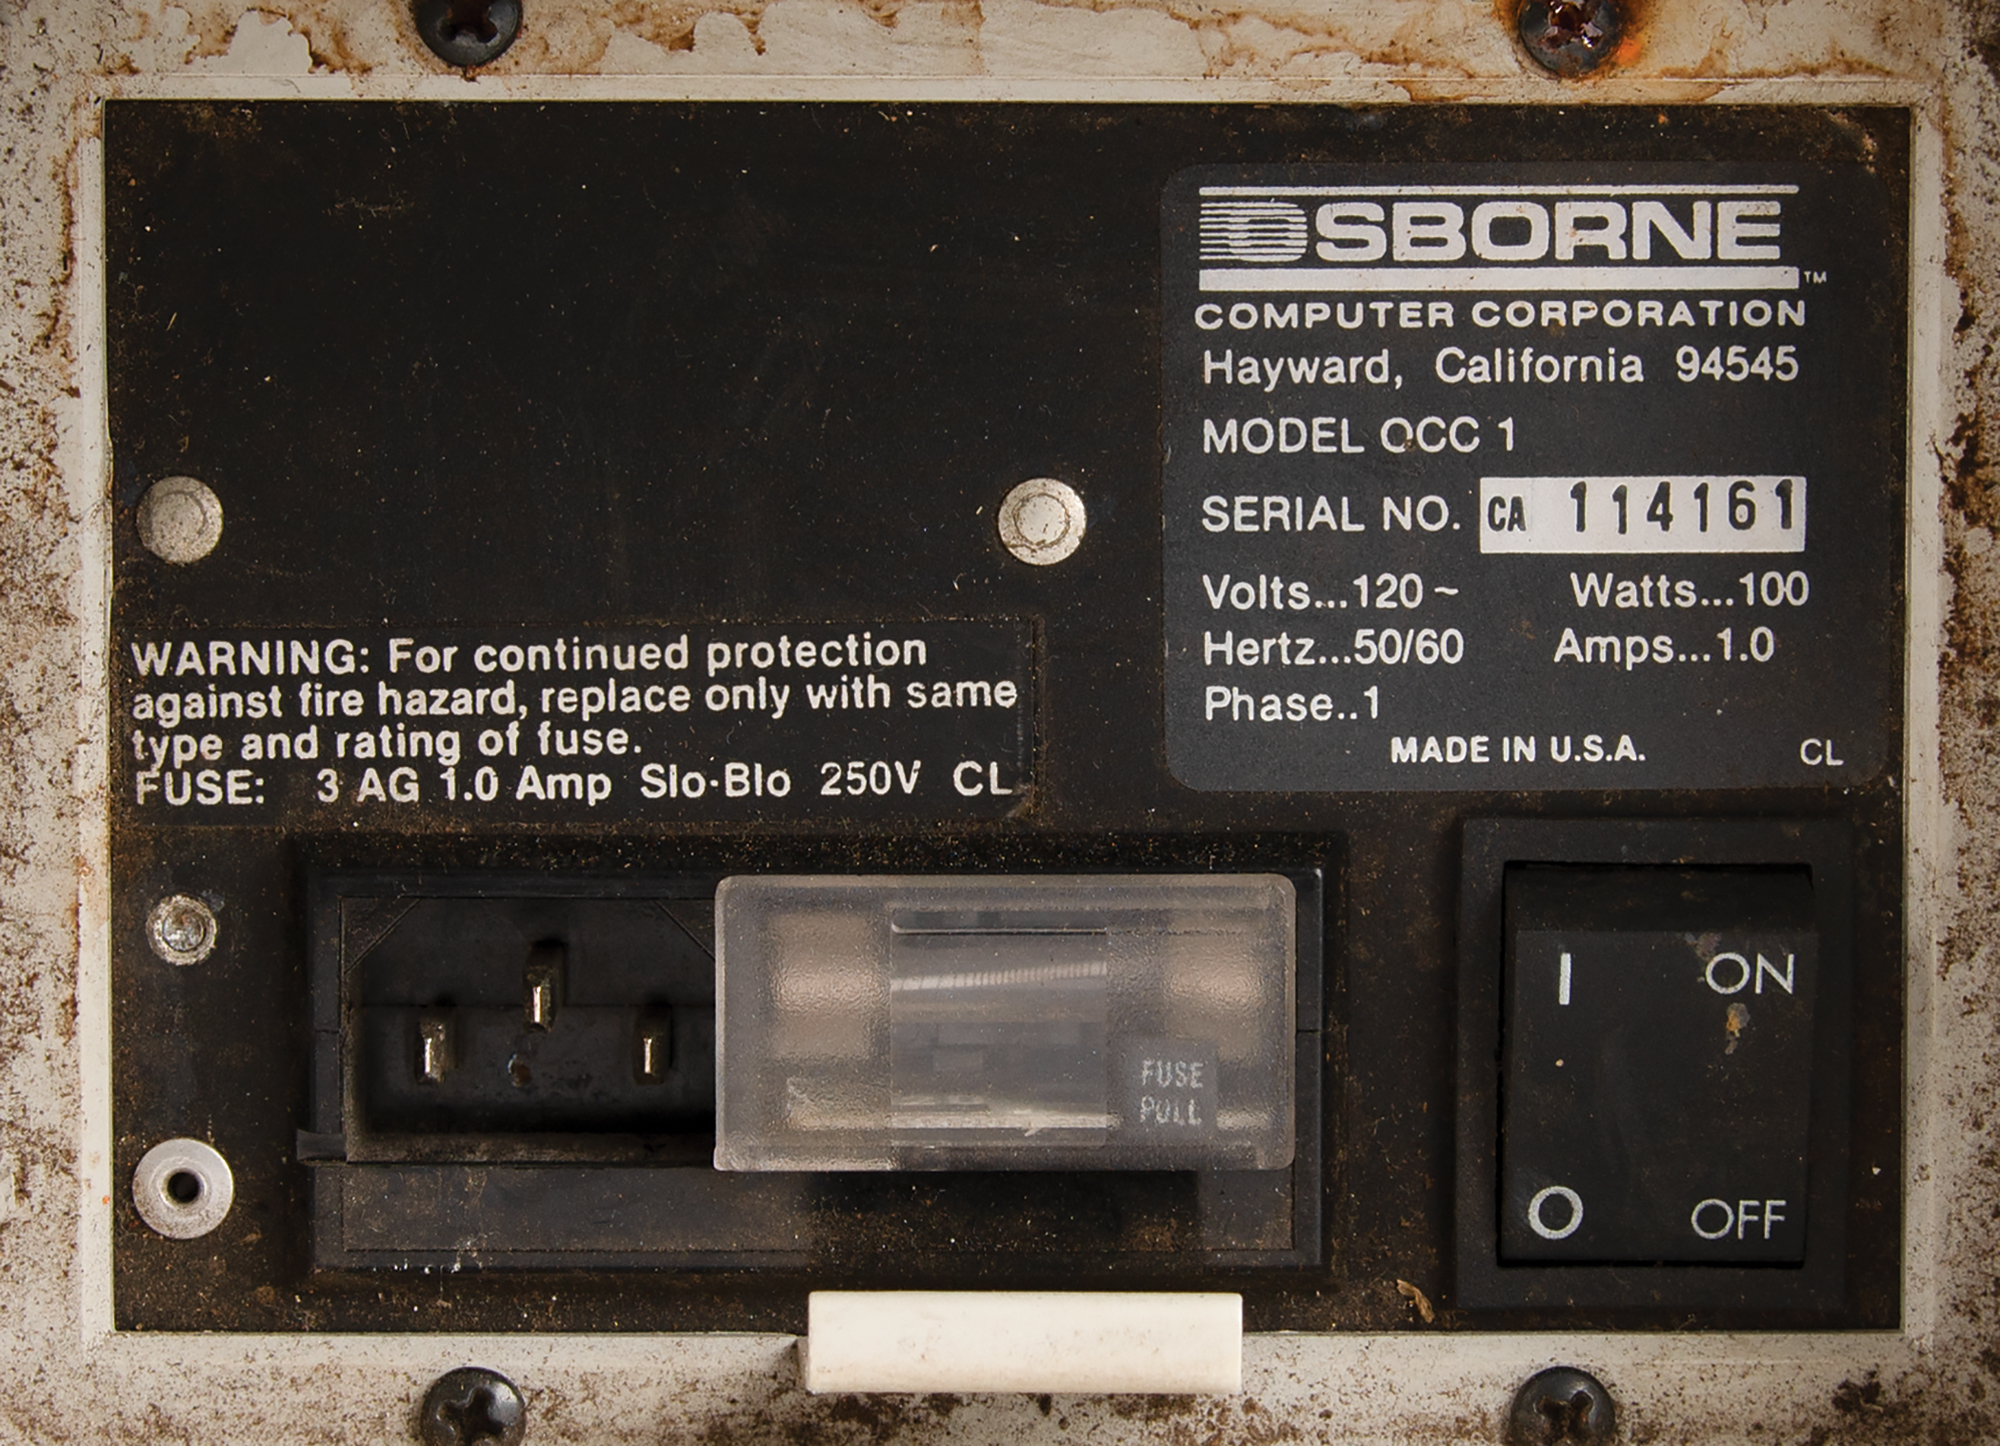 OSBORNE™
COMPUTER CORPORATION
Hayward, California 94545
MODEL OCC 1
SERIAL NO. CA 114161
Volts...120~ Watts...100
Hertz...50/60 Amps...1.0
Phase..1
MADE IN U.S.A. CL
WARNING: For continued protection
against fire hazard, replace only with same
type and rating of fuse.
FUSE: 3 AG 1.0 Amp Slo-Blo 250V CL
FUSE
PULL
I ON
O OFF